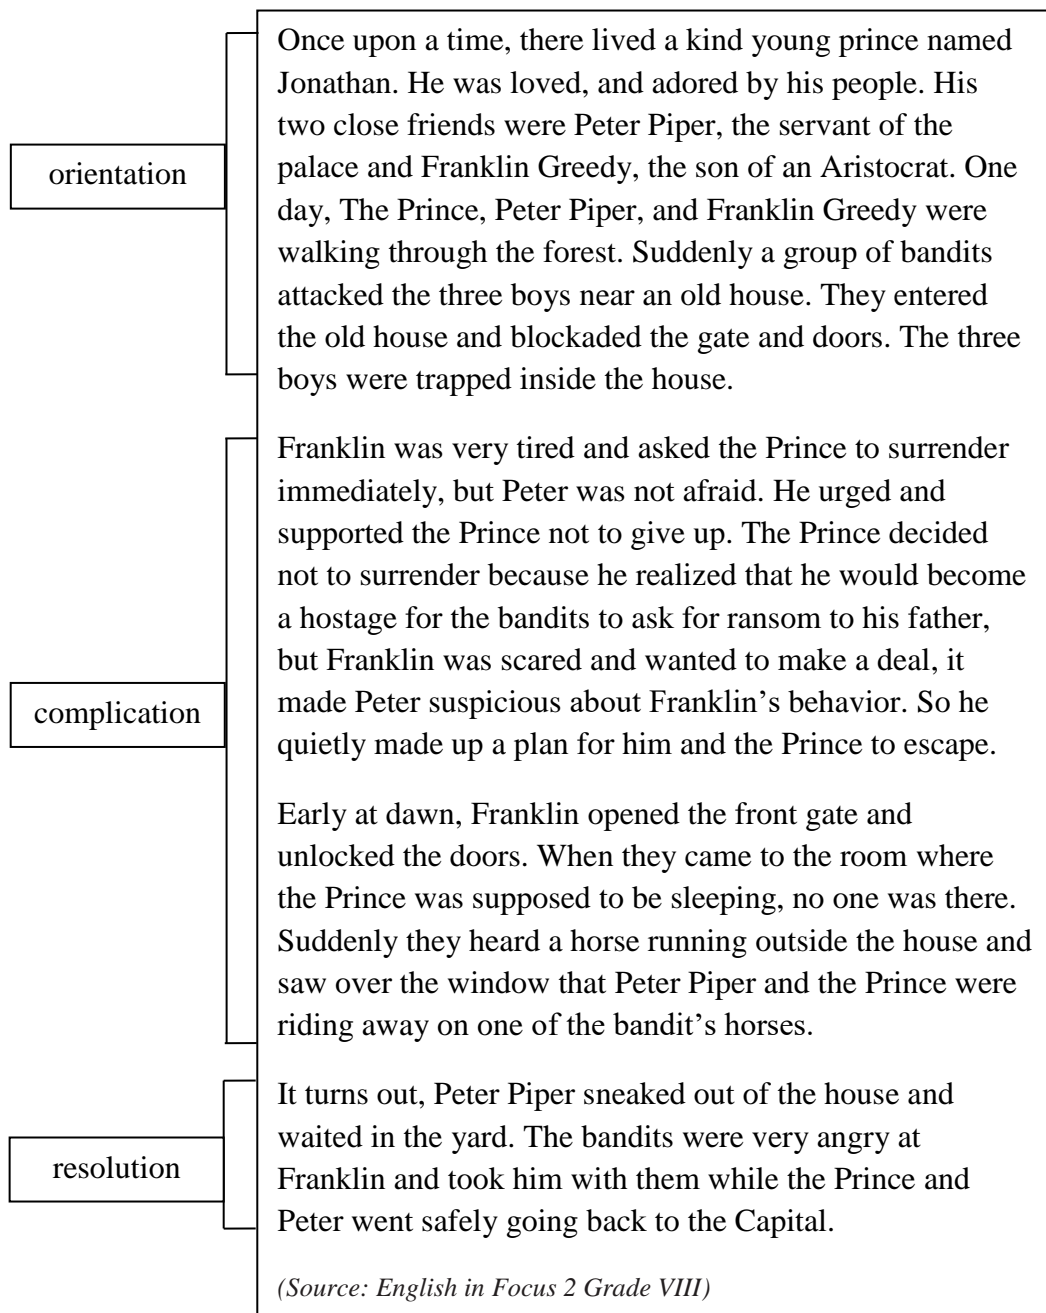 Once upon a time, there lived a kind young prince named
Jonathan. He was loved, and adored by his people. His
two close friends were Peter Piper, the servant of the
palace and Franklin Greedy, the son of an Aristocrat. One
day, The Prince, Peter Piper, and Franklin Greedy were
walking through the forest. Suddenly a group of bandits
attacked the three boys near an old house. They entered
the old house and blockaded the gate and doors. The three
boys were trapped inside the house.
orientation
Franklin was very tired and asked the Prince to surrender
immediately, but Peter was not afraid. He urged and
supported the Prince not to give up. The Prince decided
not to surrender because he realized that he would become
a hostage for the bandits to ask for ransom to his father,
but Franklin was scared and wanted to make a deal, it
made Peter suspicious about Franklin's behavior. So he
quietly made up a plan for him and the Prince to escape.
complication
Early at dawn, Franklin opened the front gate and
unlocked the doors. When they came to the room where
the Prince was supposed to be sleeping, no one was there.
Suddenly they heard a horse running outside the house and
saw over the window that Peter Piper and the Prince were
riding away on one of the bandit's horses.
It turns out, Peter Piper sneaked out of the house and
waited in the yard. The bandits were very angry at
Franklin and took him with them while the Prince and
Peter went safely going back to the Capital.
resolution
(Source: English in Focus 2 Grade VIII)